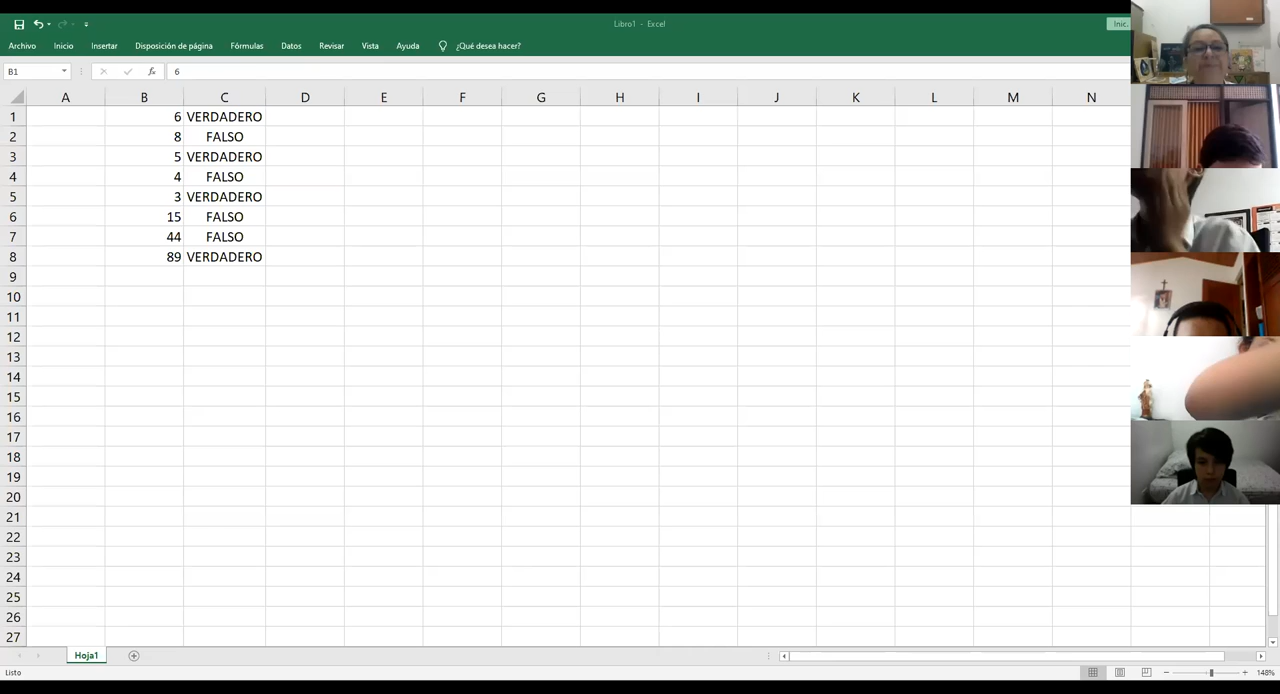 Libro1 - Excel
Inic.
Archivo Inicio Insertar Disposición de página Fórmulas Datos Revisar Vista Ayuda ¿Qué desea hacer?
B1 fx 6
A B C D E F G H I J K L M N
1 6 VERDADERO
2 8 FALSO
3 5 VERDADERO
4 4 FALSO
5 3 VERDADERO
6 15 FALSO
7 44 FALSO
8 89 VERDADERO
9
10
11
12
13
14
15
16
17
18
19
20
21
22
23
24
25
26
27
Hoja1
Listo 148%